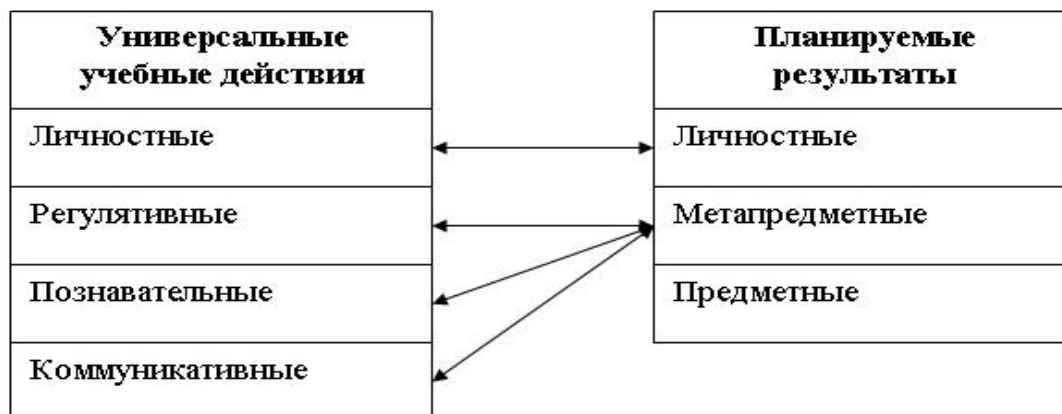 Универсальные
учебные действия
Личностные
Регулятивные
Познавательные
Коммуникативные
Планируемые
результаты
Личностные
Метапредметные
Предметные